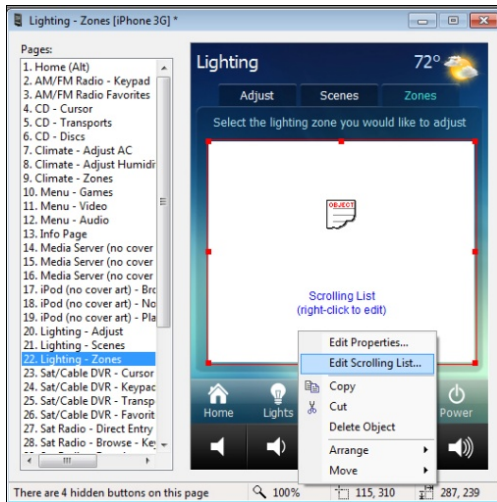 Lighting - Zones [iPhone 3G] *
Pages:
1. Home (Alt)
2. AM/FM Radio - Keypad
3. AM/FM Radio Favorites
4. CD - Cursor
5. CD - Transports
6. CD - Discs
7. Climate - Adjust AC
8. Climate - Adjust Humidi
9. Climate - Zones
10. Menu - Games
11. Menu - Video
12. Menu - Audio
13. Info Page
14. Media Server (no cover
15. Media Server (no cover
16. Media Server (no cover
17. iPod (no cover art) - Brc
18. iPod (no cover art) - No
19. iPod (no cover art) - Pla
20. Lighting - Adjust
21. Lighting - Scenes
22. Lighting - Zones
23. Sat/Cable DVR - Cursor
24. Sat/Cable DVR - Keypac
25. Sat/Cable DVR - Transp
26. Sat/Cable DVR - Favorit
27. Sat Radio - Direct Entry
28. Sat Radio - Browse - Key
Lighting 72°
Adjust Scenes Zones
Select the lighting zone you would like to adjust
OBJECT
Scrolling List
(right-click to edit)
Edit Properties...
Edit Scrolling List...
Copy
Cut
Delete Object
Arrange
Move
Home Lights Power
There are 4 hidden buttons on this page 100% 115, 310 287, 239